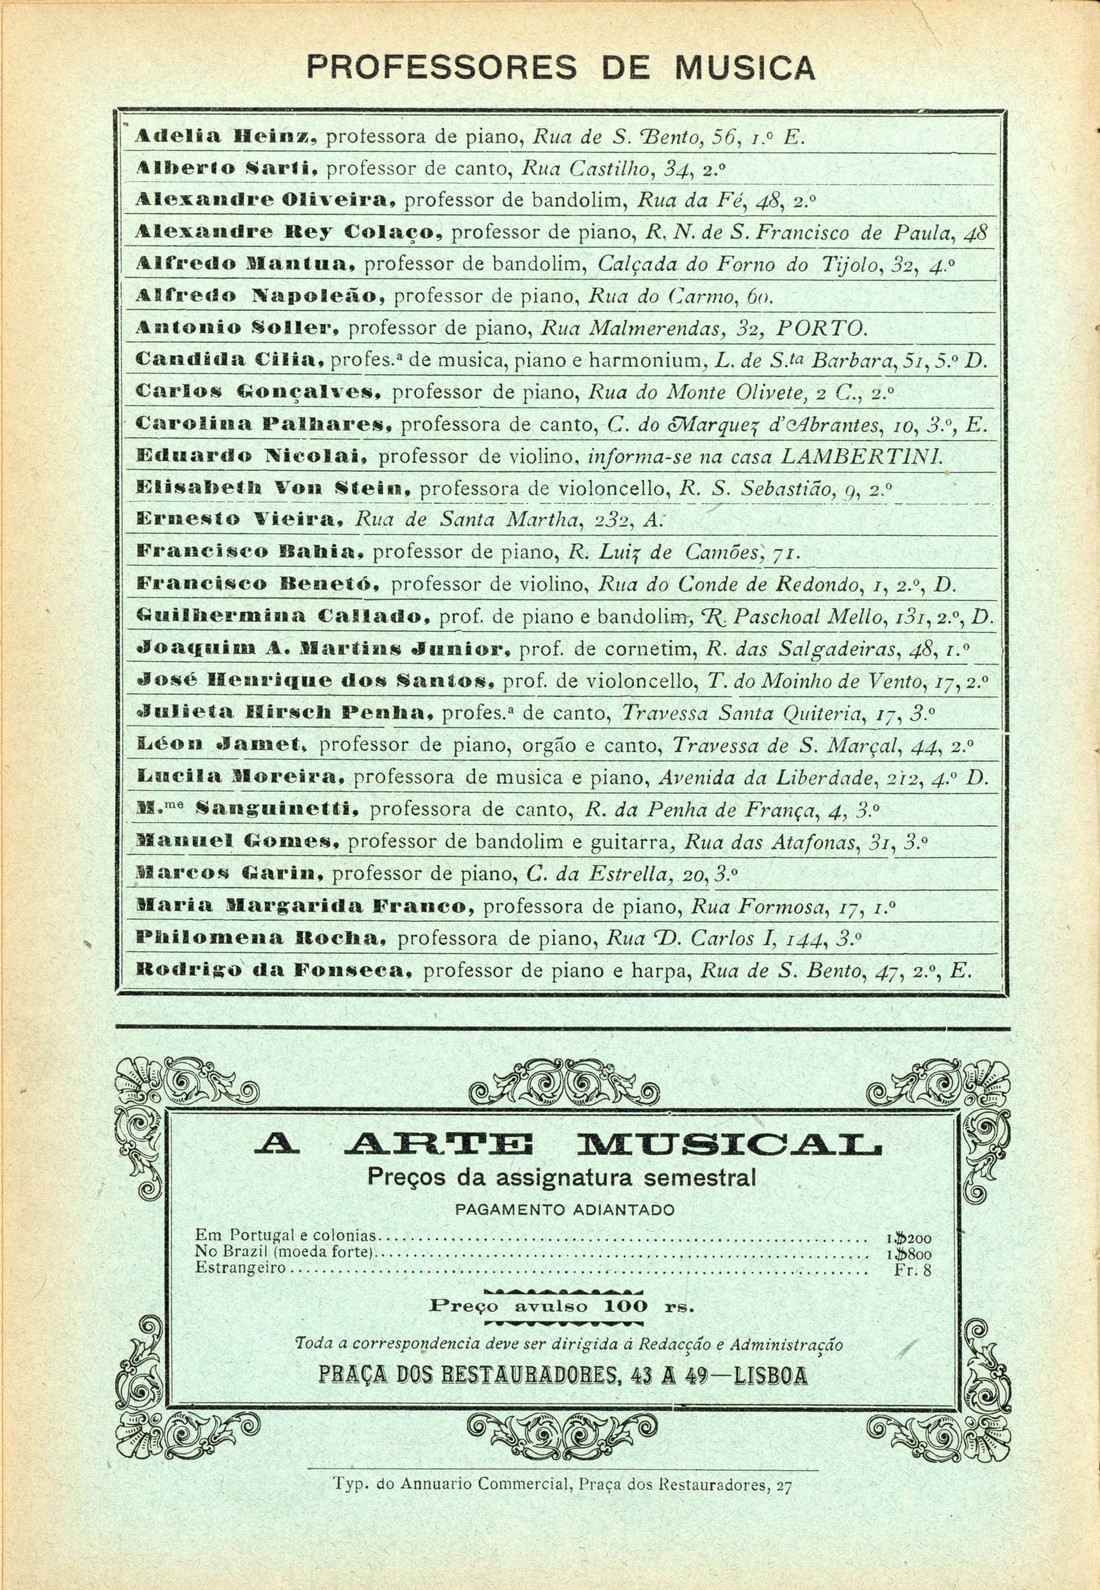 PROFESSORES DE MUSICA
Adelia Heinz, professora de piano, Rua de S. Bento, 56, 1.º E.
Alberto Sarti, professor de canto, Rua Castilho, 34, 2.º
Alexandre Oliveira, professor de bandolim, Rua da Fé, 48, 2.º
Alexandre Rey Colaço, professor de piano, R. N. de S. Francisco de Paula, 48
Alfredo Mantua, professor de bandolim, Calçada do Forno do Tijolo, 32, 4.º
Alfredo Napoleão, professor de piano, Rua do Carmo, 60.
Antonio Soller, professor de piano, Rua Malmerendas, 32, PORTO.
Candida Cilia, profes.ª de musica, piano e harmonium, L. de S.ta Barbara, 51, 5.º D.
Carlos Gonçalves, professor de piano, Rua do Monte Olivete, 2 C., 2.º
Carolina Palhares, professora de canto, C. do Marquez d'Abrantes, 10, 3.º, E.
Eduardo Nicolai, professor de violino, informa-se na casa LAMBERTINI.
Elisabeth Von Stein, professora de violoncello, R. S. Sebastião, 9, 2.º
Ernesto Vieira, Rua de Santa Martha, 232, A.
Francisco Bahia, professor de piano, R. Luiz de Camões, 71.
Francisco Benetó, professor de violino, Rua do Conde de Redondo, 1, 2.º, D.
Guilhermina Callado, prof. de piano e bandolim, R. Paschoal Mello, 131, 2.º, D.
Joaquim A. Martins Junior, prof. de cornetim, R. das Salgadeiras, 48, 1.º
José Henrique dos Santos, prof. de violoncello, T. do Moinho de Vento, 17, 2.º
Julieta Hirsch Penha, profes.ª de canto, Travessa Santa Quiteria, 17, 3.º
Léon Jamet, professor de piano, orgão e canto, Travessa de S. Marçal, 44, 2.º
Lucila Moreira, professora de musica e piano, Avenida da Liberdade, 212, 4.º D.
M.me Sanguinetti, professora de canto, R. da Penha de França, 4, 3.º
Manuel Gomes, professor de bandolim e guitarra, Rua das Atafonas, 31, 3.º
Marcos Garin, professor de piano, C. da Estrella, 20, 3.º
Maria Margarida Franco, professora de piano, Rua Formosa, 17, 1.º
Philomena Rocha, professora de piano, Rua D. Carlos I, 144, 3.º
Rodrigo da Fonseca, professor de piano e harpa, Rua de S. Bento, 47, 2.º, E.
A ARTE MUSICAL
Preços da assignatura semestral
PAGAMENTO ADIANTADO
Em Portugal e colonias.......... 1$200
No Brazil (moeda forte).......... 1$800
Estrangeiro.......... Fr. 8
Preço avulso 100 rs.
Toda a correspondencia deve ser dirigida á Redacção e Administração
PRAÇA DOS RESTAURADORES, 43 A 49—LISBOA
Typ. do Annuario Commercial, Praça dos Restauradores, 27